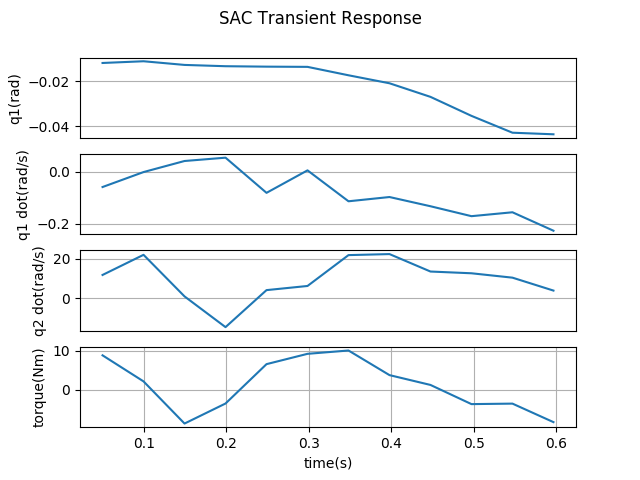 SAC Transient Response
q1(rad)
−0.02
−0.04
q1 dot(rad/s)
0.0
−0.2
q2 dot(rad/s)
20
0
torque(Nm)
10
0
0.1 0.2 0.3 0.4 0.5 0.6
time(s)